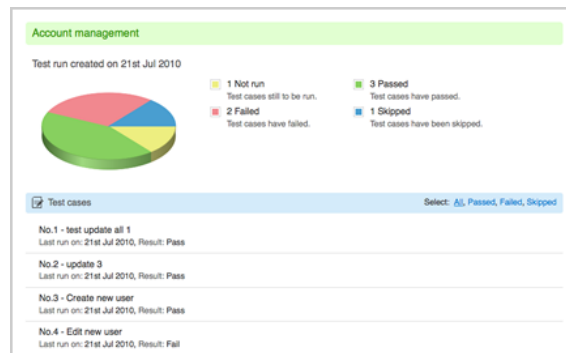 Account management
Test run created on 21st Jul 2010
1 Not run
Test cases still to be run.
3 Passed
Test cases have passed.
2 Failed
Test cases have failed.
1 Skipped
Test cases have been skipped.
Test cases
Select: All, Passed, Failed, Skipped
No.1 - test update all 1
Last run on: 21st Jul 2010, Result: Pass
No.2 - update 3
Last run on: 21st Jul 2010, Result: Pass
No.3 - Create new user
Last run on: 21st Jul 2010, Result: Pass
No.4 - Edit new user
Last run on: 21st Jul 2010, Result: Fail